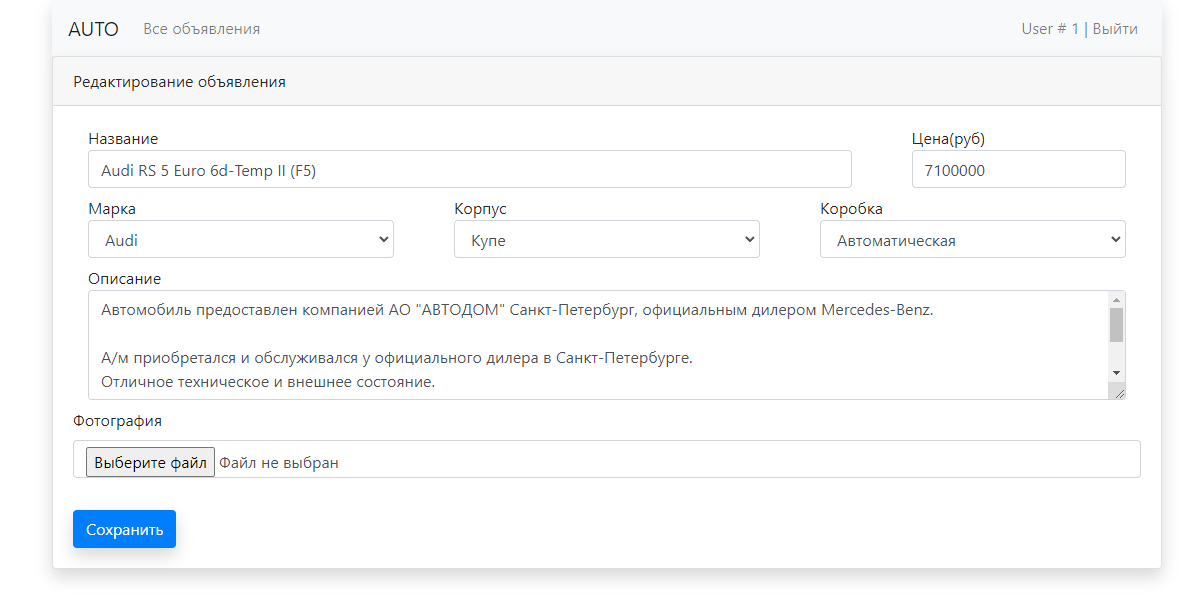 AUTO Все объявления User # 1 | Выйти
Редактирование объявления
Название Цена(руб)
Audi RS 5 Euro 6d-Temp II (F5) 7100000
Марка Корпус Коробка
Audi Купе Автоматическая
Описание
Автомобиль предоставлен компанией АО "АВТОДОМ" Санкт-Петербург, официальным дилером Mercedes-Benz.
А/м приобретался и обслуживался у официального дилера в Санкт-Петербурге.
Отличное техническое и внешнее состояние.
Фотография
Выберите файл Файл не выбран
Сохранить